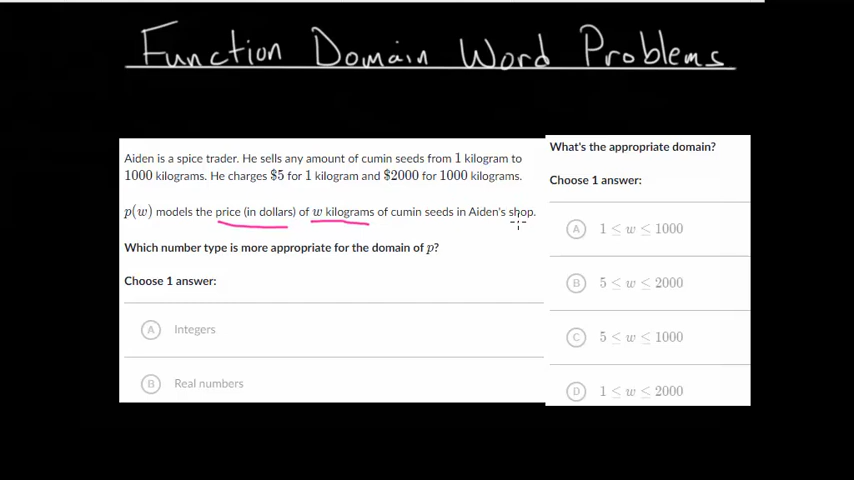 Function Domain Word Problems
Aiden is a spice trader. He sells any amount of cumin seeds from 1 kilogram to
1000 kilograms. He charges $5 for 1 kilogram and $2000 for 1000 kilograms.
p(w) models the price (in dollars) of w kilograms of cumin seeds in Aiden's shop.
Which number type is more appropriate for the domain of p?
Choose 1 answer:
A Integers
B Real numbers
What's the appropriate domain?
Choose 1 answer:
A 1 ≤ w ≤ 1000
B 5 ≤ w ≤ 2000
C 5 ≤ w ≤ 1000
D 1 ≤ w ≤ 2000